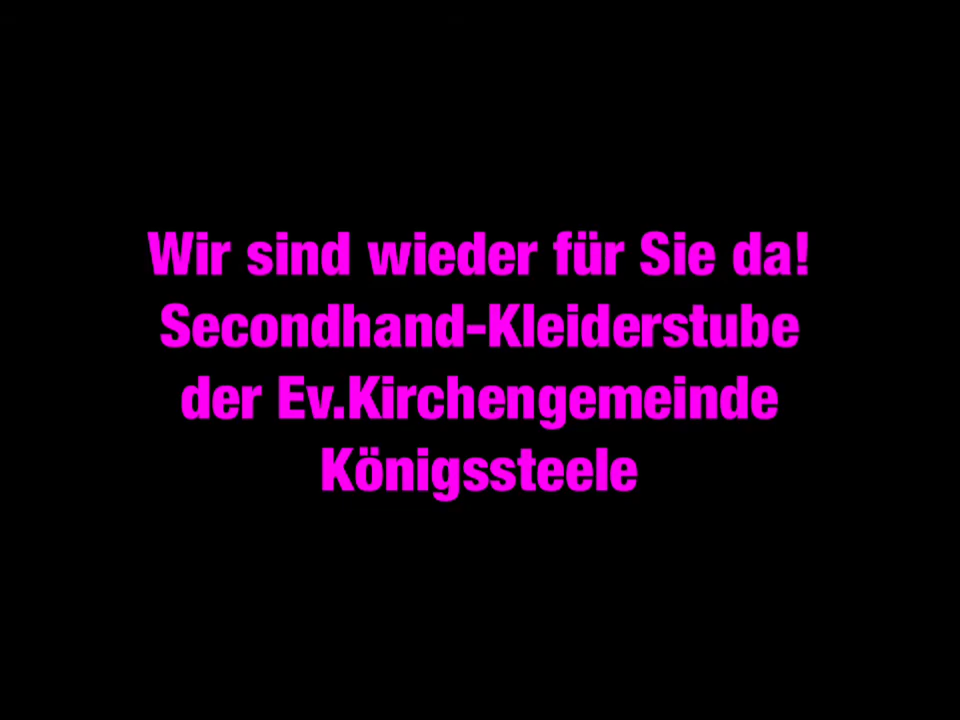 Wir sind wieder für Sie da!
Secondhand-Kleiderstube
der Ev.Kirchengemeinde
Königssteele